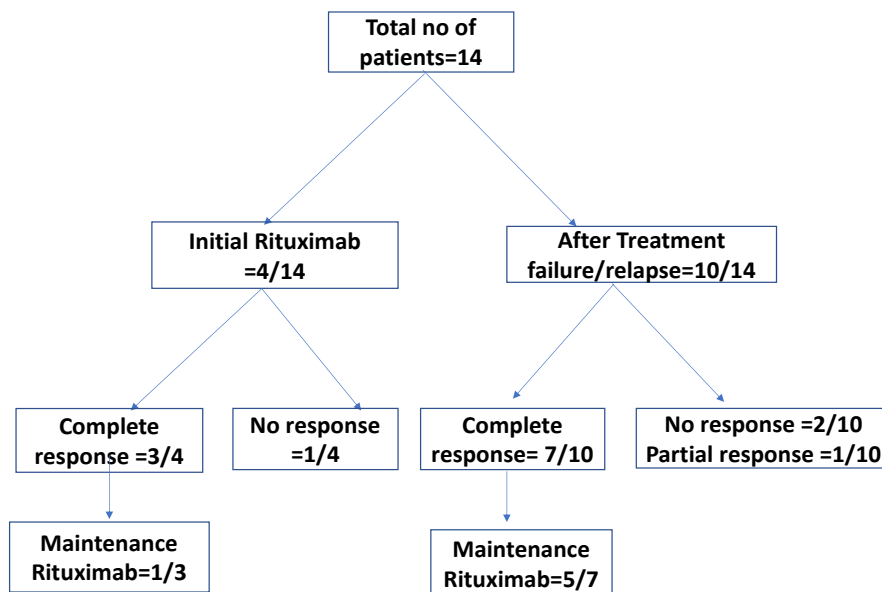 Total no of
patients=14
Initial Rituximab
=4/14
After Treatment
failure/relapse=10/14
Complete
response =3/4
No response
=1/4
Complete
response= 7/10
No response =2/10
Partial response =1/10
Maintenance
Rituximab=1/3
Maintenance
Rituximab=5/7